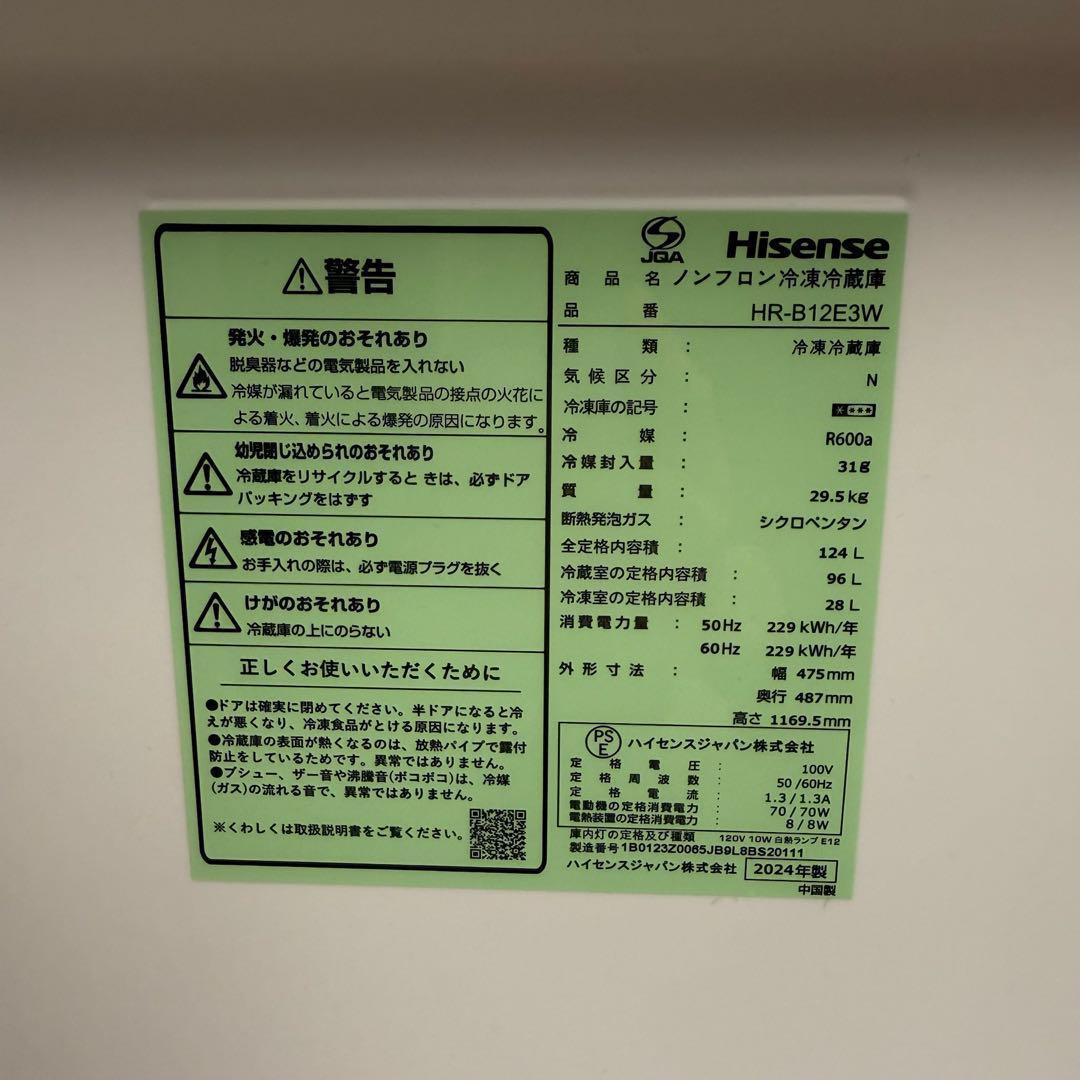 警告
発火・爆発のおそれあり
脱臭器などの電気製品を入れない
冷媒が漏れていると電気製品の接点の火花に
よる着火、着火による爆発の原因になります。
幼児閉じ込められのおそれあり
冷蔵庫をリサイクルするときは、必ずドア
パッキングをはずす
感電のおそれあり
お手入れの際は、必ず電源プラグを抜く
けがのおそれあり
冷蔵庫の上にのらない
正しくお使いいただくために
●ドアは確実に閉めてください。半ドアになると冷
えが悪くなり、冷凍食品がとける原因になります。
●冷蔵庫の表面が熱くなるのは、放熱パイプで露付
防止をしているためです。異常ではありません。
●プシュー、ザー音や沸騰音(ポコポコ)は、冷媒
(ガス)の流れる音で、異常ではありません。
※くわしくは取扱説明書をご覧ください。
JQA
Hisense
商品名 ノンフロン冷凍冷蔵庫
品番 HR-B12E3W
種類 : 冷凍冷蔵庫
気候区分 : N
冷凍庫の記号 : ****
冷媒 : R600a
冷媒封入量 : 31g
質量 : 29.5kg
断熱発泡ガス : シクロペンタン
全定格内容積 : 124 L
冷蔵室の定格内容積 : 96 L
冷凍室の定格内容積 : 28 L
消費電力量 : 50Hz 229 kWh/年
60Hz 229 kWh/年
外形寸法 : 幅 475mm
奥行 487mm
高さ 1169.5mm
PSE ハイセンスジャパン株式会社
定格電圧 : 100V
定格周波数 : 50/60Hz
定格電流 : 1.3/1.3A
電動機の定格消費電力 : 70/70W
電熱装置の定格消費電力 : 8/8W
庫内灯の定格及び種類 120V 10W 白熱ランプ E12
製造番号 1B0123Z0065JB9L8BS20111
ハイセンスジャパン株式会社 2024年製
中国製